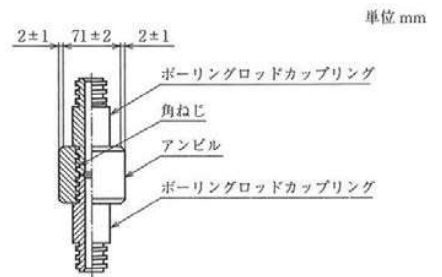 単位 mm
2±1 71±2 2±1
ボーリングロッドカップリング
角ねじ
アンビル
ボーリングロッドカップリング